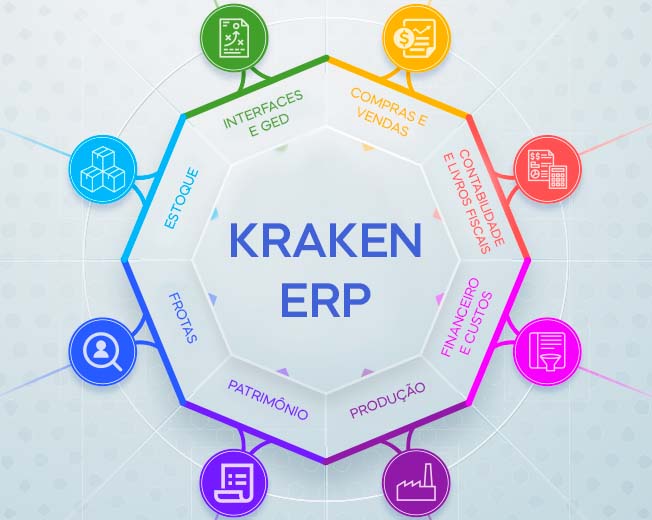 INTERFACES
E GED
COMPRAS E
VENDAS
CONTABILIDADE
E LIVROS FISCAIS
FINANCEIRO
E CUSTOS
PRODUÇÃO
PATRIMÔNIO
FROTAS
ESTOQUE
KRAKEN
ERP